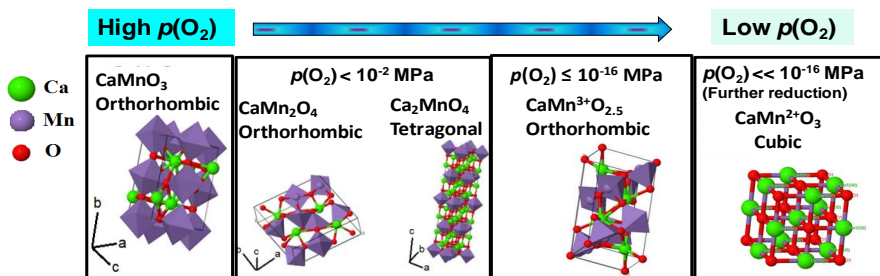 High p(O₂)
Low p(O₂)
Ca
Mn
O
CaMnO₃
Orthorhombic
b
a
c
p(O₂) < 10⁻² MPa
CaMn₂O₄
Orthorhombic
Ca₂MnO₄
Tetragonal
b
c
a
c
b
a
p(O₂) ≤ 10⁻¹⁶ MPa
CaMn³⁺O₂.₅
Orthorhombic
p(O₂) << 10⁻¹⁶ MPa
(Further reduction)
CaMn²⁺O₃
Cubic